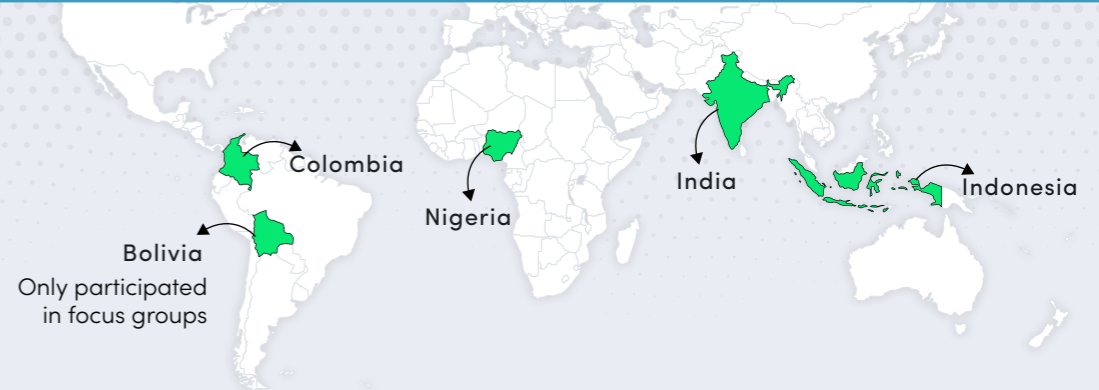 Colombia
Nigeria
India
Indonesia
Bolivia
Only participated
in focus groups